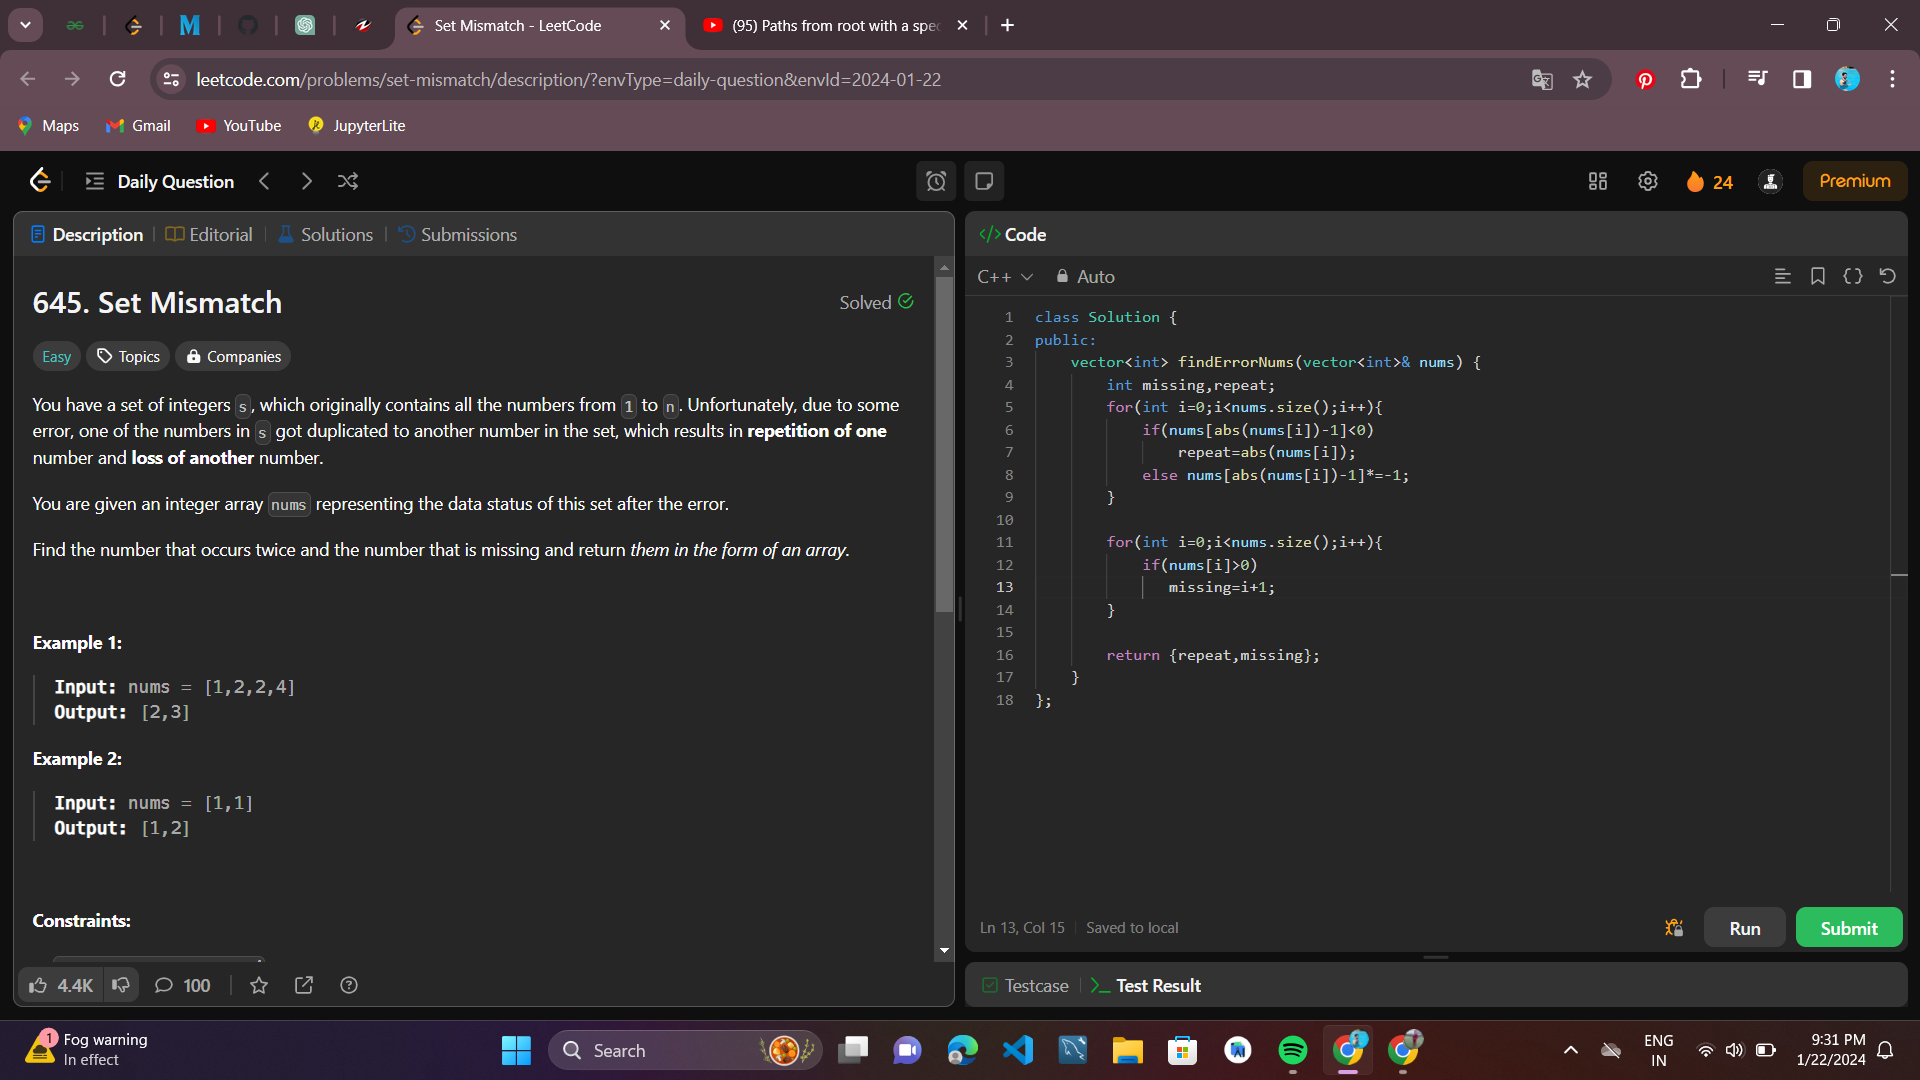 Set Mismatch - LeetCode
(95) Paths from root with a spec
leetcode.com/problems/set-mismatch/description/?envType=daily-question&envId=2024-01-22
Maps
Gmail
YouTube
JupyterLite
Daily Question
24
Premium
Description
Editorial
Solutions
Submissions
645. Set Mismatch
Solved
Easy
Topics
Companies
You have a set of integers s, which originally contains all the numbers from 1 to n. Unfortunately, due to some
error, one of the numbers in s got duplicated to another number in the set, which results in repetition of one
number and loss of another number.
You are given an integer array nums representing the data status of this set after the error.
Find the number that occurs twice and the number that is missing and return them in the form of an array.
Example 1:
Input: nums = [1,2,2,4]
Output: [2,3]
Example 2:
Input: nums = [1,1]
Output: [1,2]
Constraints:
4.4K
100
</> Code
C++
Auto
1 class Solution {
2 public:
3 vector<int> findErrorNums(vector<int>& nums) {
4 int missing,repeat;
5 for(int i=0;i<nums.size();i++){
6 if(nums[abs(nums[i])-1]<0)
7 repeat=abs(nums[i]);
8 else nums[abs(nums[i])-1]*=-1;
9 }
10
11 for(int i=0;i<nums.size();i++){
12 if(nums[i]>0)
13 missing=i+1;
14 }
15
16 return {repeat,missing};
17 }
18 };
Ln 13, Col 15
Saved to local
Run
Submit
Testcase
Test Result
1
Fog warning
In effect
Search
ENG
IN
9:31 PM
1/22/2024